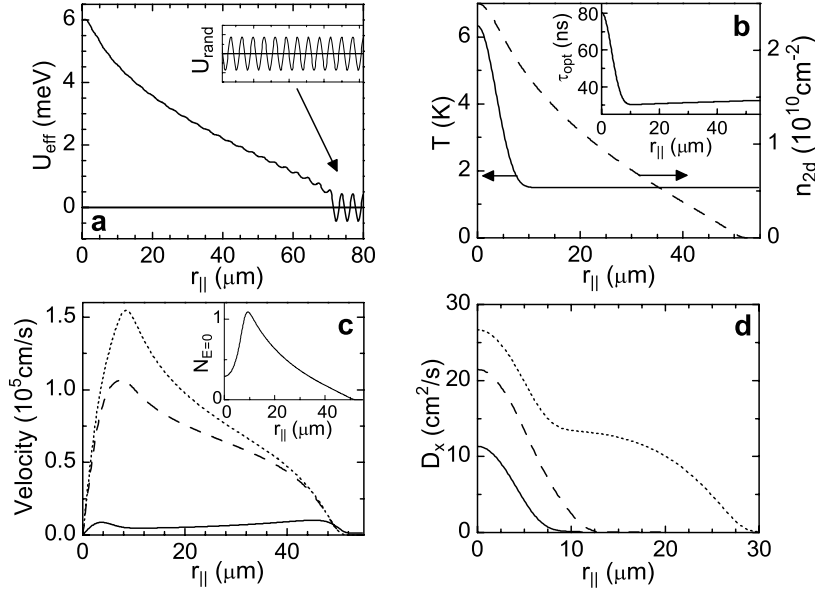 6
4
2
0
U_eff (meV)
U_rand
a
0 20 40 60 80
r_|| (μm)
6
4
2
0
T (K)
80
60
40
20
τ_opt (ns)
0 20 40
r_|| (μm)
b
2
1
0
n_2d (10^10 cm^-2)
0 20 40
r_|| (μm)
1.5
1.0
0.5
0.0
Velocity (10^5 cm/s)
1
0
N_E=0
0 20 40
r_|| (μm)
c
0 20 40
r_|| (μm)
30
20
10
0
D_x (cm^2/s)
d
0 10 20 30
r_|| (μm)